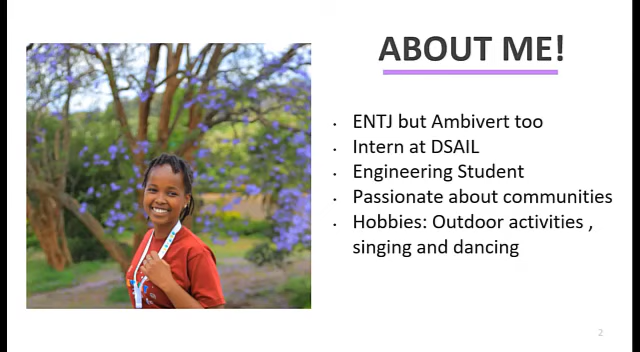 ABOUT ME!
· ENTJ but Ambivert too
· Intern at DSAIL
· Engineering Student
· Passionate about communities
· Hobbies: Outdoor activities ,
singing and dancing
2